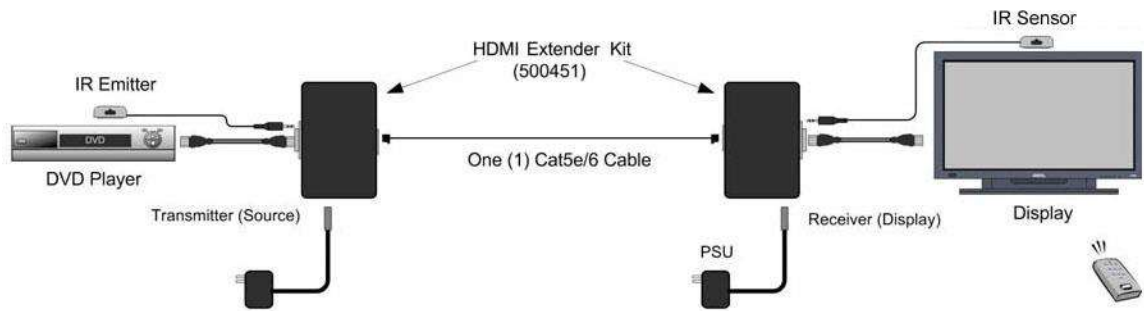 IR Sensor
HDMI Extender Kit
(500451)
IR Emitter
DVD
One (1) Cat5e/6 Cable
DVD Player
Transmitter (Source)
Receiver (Display)
Display
PSU